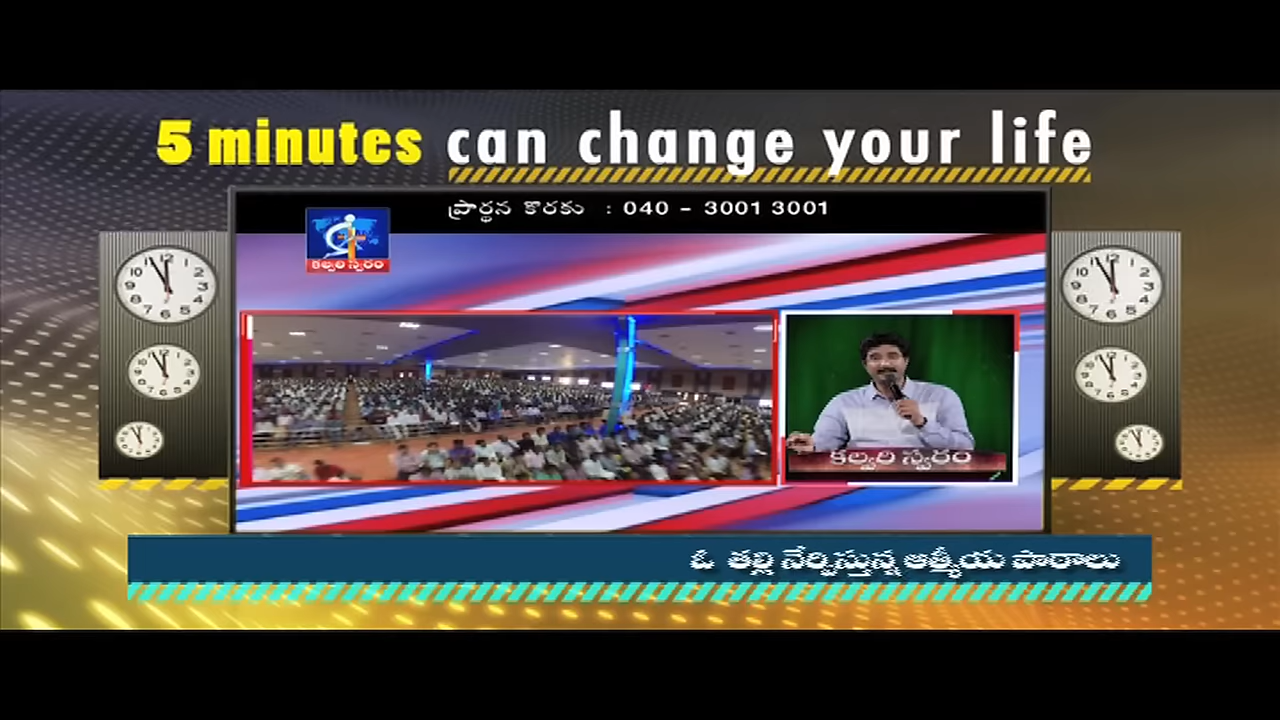 5 minutes can change your life
ప్రార్థన కొరకు : 040 - 3001 3001
కల్వరి స్వరం
కల్వరి స్వరం
ఓ తల్లి నేర్పిస్తున్న ఆత్మీయ పాఠాలు